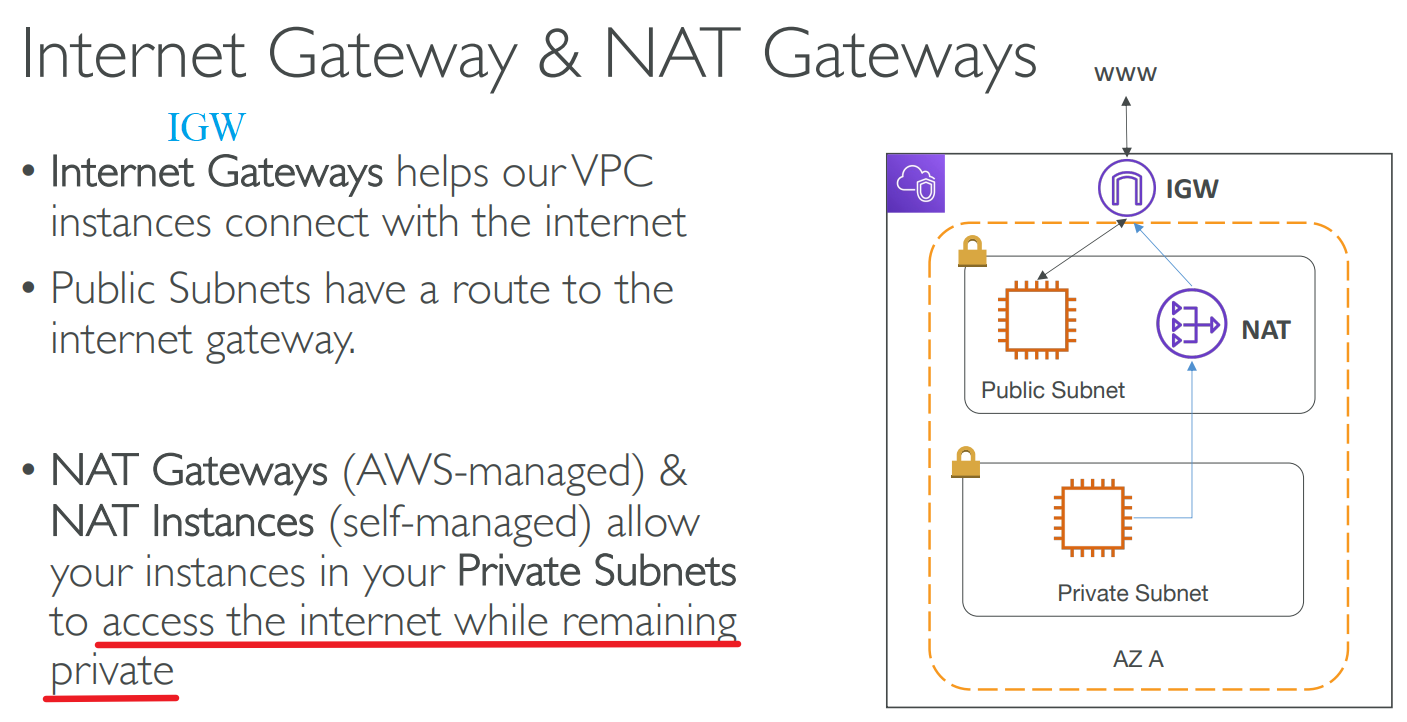 Internet Gateway & NAT Gateways
IGW
• Internet Gateways helps our VPC
instances connect with the internet
• Public Subnets have a route to the
internet gateway.
• NAT Gateways (AWS-managed) &
NAT Instances (self-managed) allow
your instances in your Private Subnets
to access the internet while remaining
private
www
IGW
NAT
Public Subnet
Private Subnet
AZ A